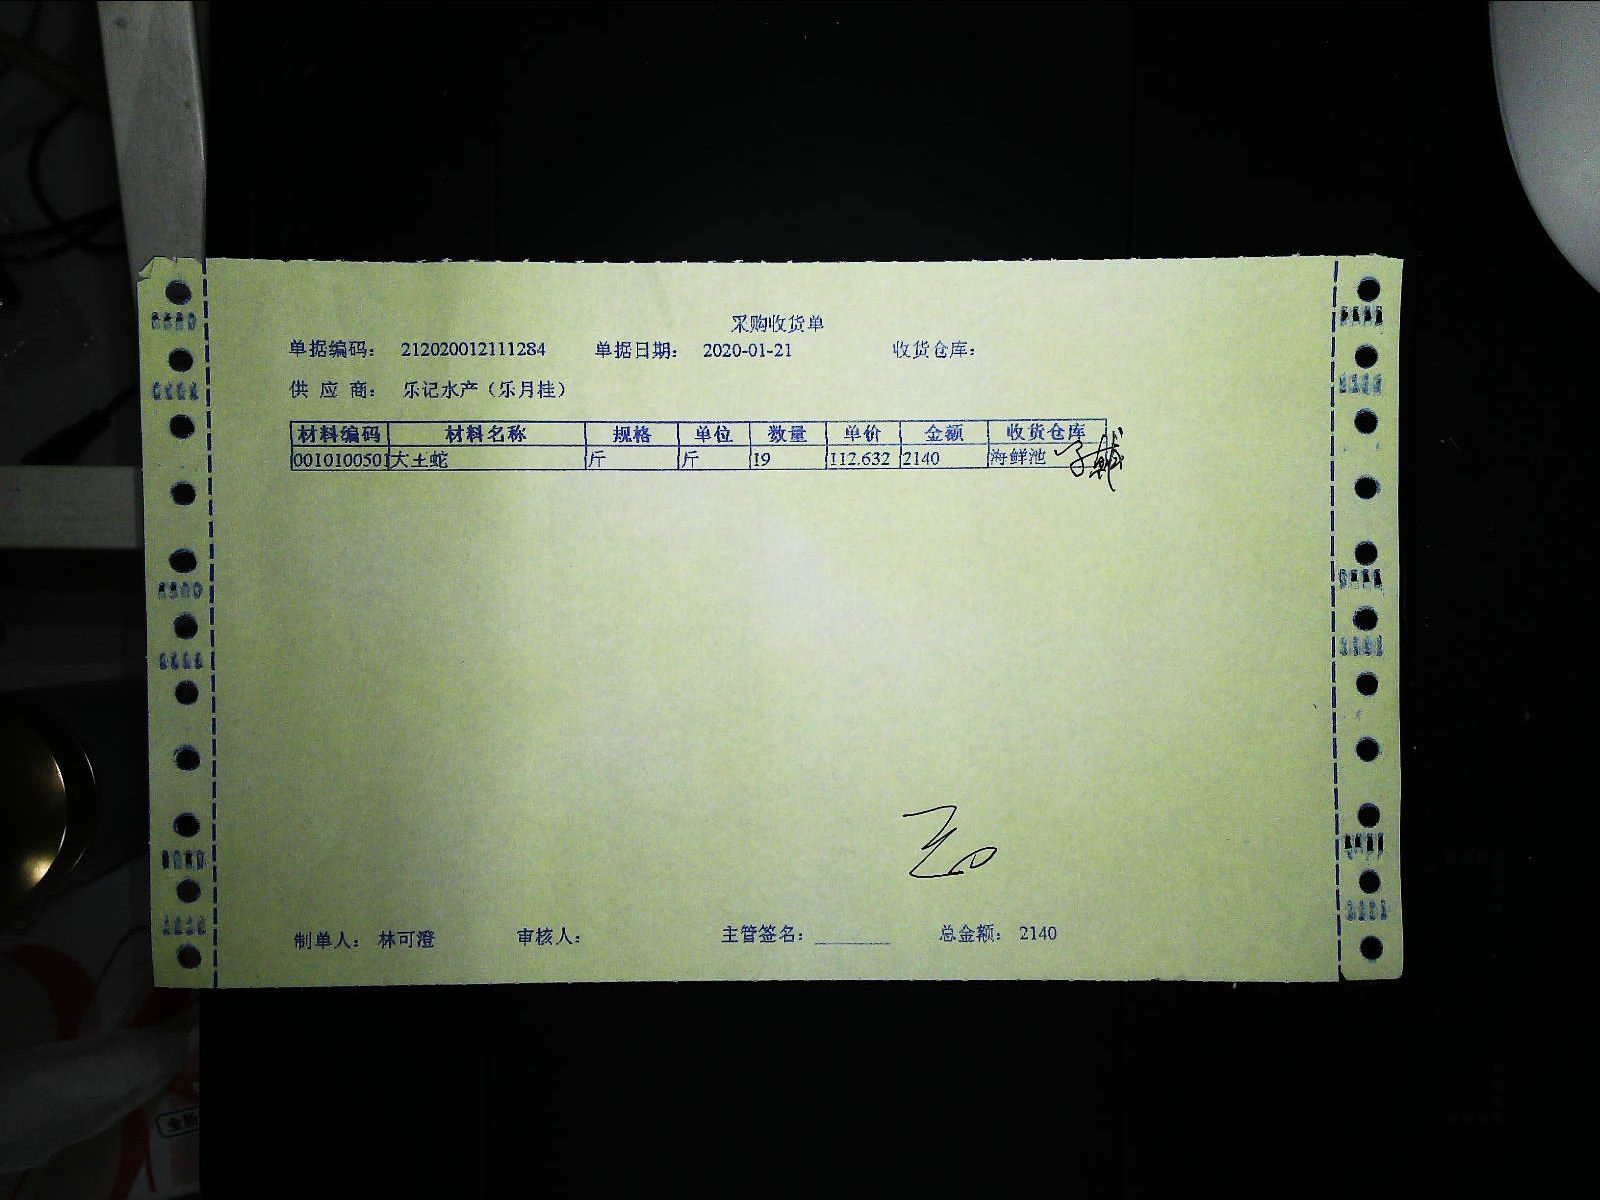 采购收货单
单据编码： 212020012111284 单据日期： 2020-01-21 收货仓库：
供 应 商： 乐记水产（乐月桂）
材料编码 材料名称 规格 单位 数量 单价 金额 收货仓库
0010100501 大王蛇 斤 斤 19 112.632 2140 海鲜池
制单人： 林可澄 审核人： 主管签名： 总金额： 2140